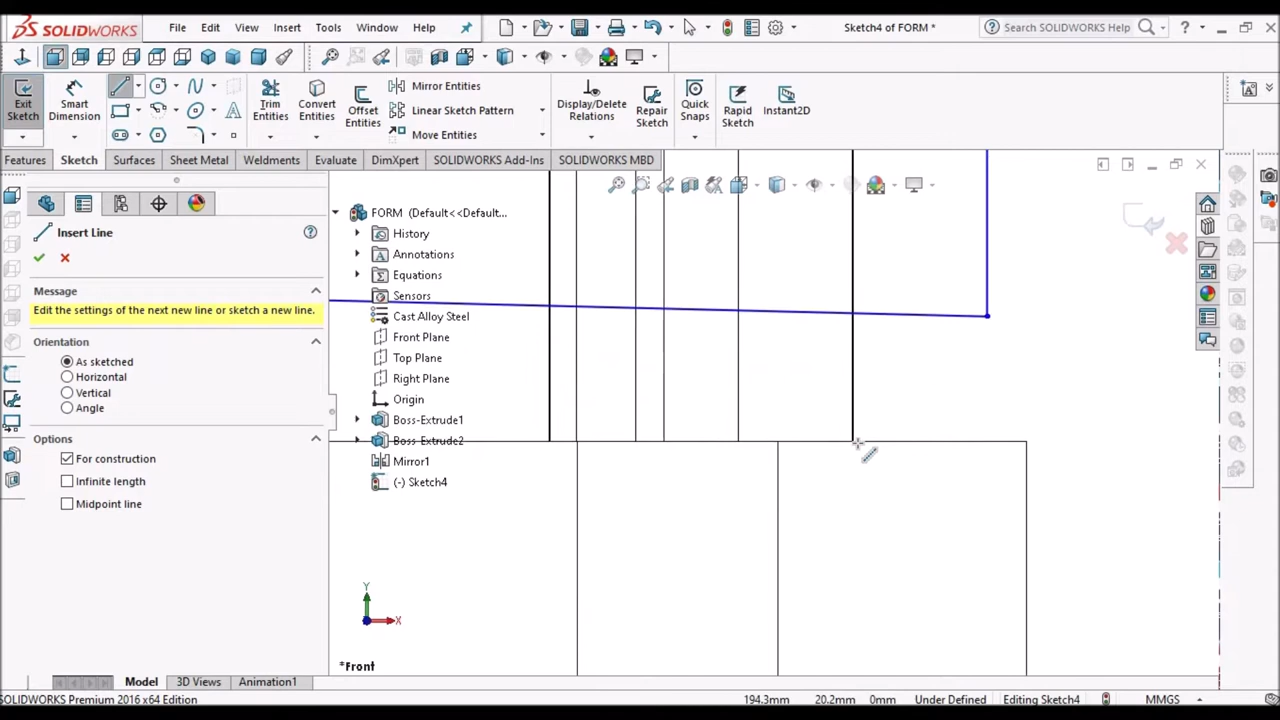 SOLIDWORKS File Edit View Insert Tools Window Help Sketch4 of FORM * Search SOLIDWORKS Help ?
Exit Sketch Smart Dimension Trim Entities Convert Entities Offset Entities Mirror Entities Linear Sketch Pattern Move Entities Display/Delete Relations Repair Sketch Quick Snaps Rapid Sketch Instant2D
Features Sketch Surfaces Sheet Metal Weldments Evaluate DimXpert SOLIDWORKS Add-Ins SOLIDWORKS MBD
Insert Line
Message
Edit the settings of the next new line or sketch a new line.
Orientation
As sketched
Horizontal
Vertical
Angle
Options
For construction
Infinite length
Midpoint line
FORM (Default<<Default...
History
Annotations
Equations
Sensors
Cast Alloy Steel
Front Plane
Top Plane
Right Plane
Origin
Boss-Extrude1
Boss-Extrude2
Mirror1
(-) Sketch4
Y
X
*Front
Model 3D Views Animation1
SOLIDWORKS Premium 2016 x64 Edition 194.3mm 20.2mm 0mm Under Defined Editing Sketch4 MMGS